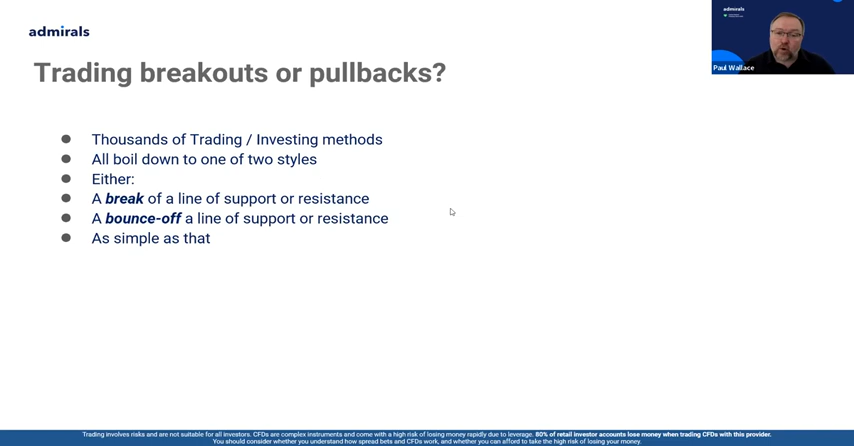 admirals
admirals
Trading breakouts or pullbacks?
Paul Wallace
Thousands of Trading / Investing methods
All boil down to one of two styles
Either:
A break of a line of support or resistance
A bounce-off a line of support or resistance
As simple as that
Trading involves risks and are not suitable for all investors. CFDs are complex instruments and come with a high risk of losing money rapidly due to leverage. 80% of retail investor accounts lose money when trading CFDs with this provider.
You should consider whether you understand how spread bets and CFDs work, and whether you can afford to take the high risk of losing your money.